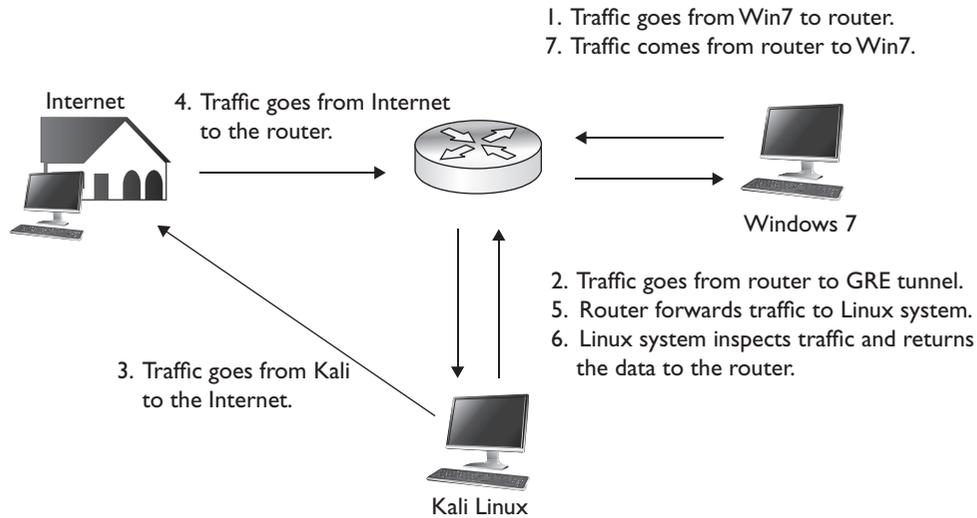 1. Traffic goes from Win7 to router.
7. Traffic comes from router to Win7.
Internet
4. Traffic goes from Internet
to the router.
Windows 7
2. Traffic goes from router to GRE tunnel.
5. Router forwards traffic to Linux system.
6. Linux system inspects traffic and returns
the data to the router.
3. Traffic goes from Kali
to the Internet.
Kali Linux